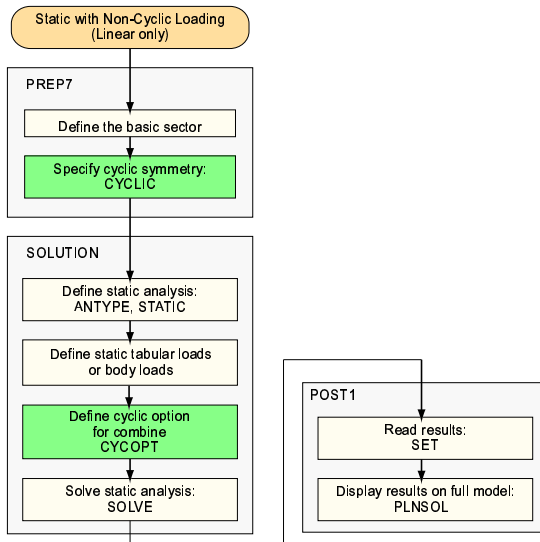 Static with Non-Cyclic Loading
(Linear only)
PREP7
Define the basic sector
Specify cyclic symmetry:
CYCLIC
SOLUTION
Define static analysis:
ANTYPE, STATIC
Define static tabular loads
or body loads
Define cyclic option
for combine
CYCOPT
Solve static analysis:
SOLVE
POST1
Read results:
SET
Display results on full model:
PLNSOL